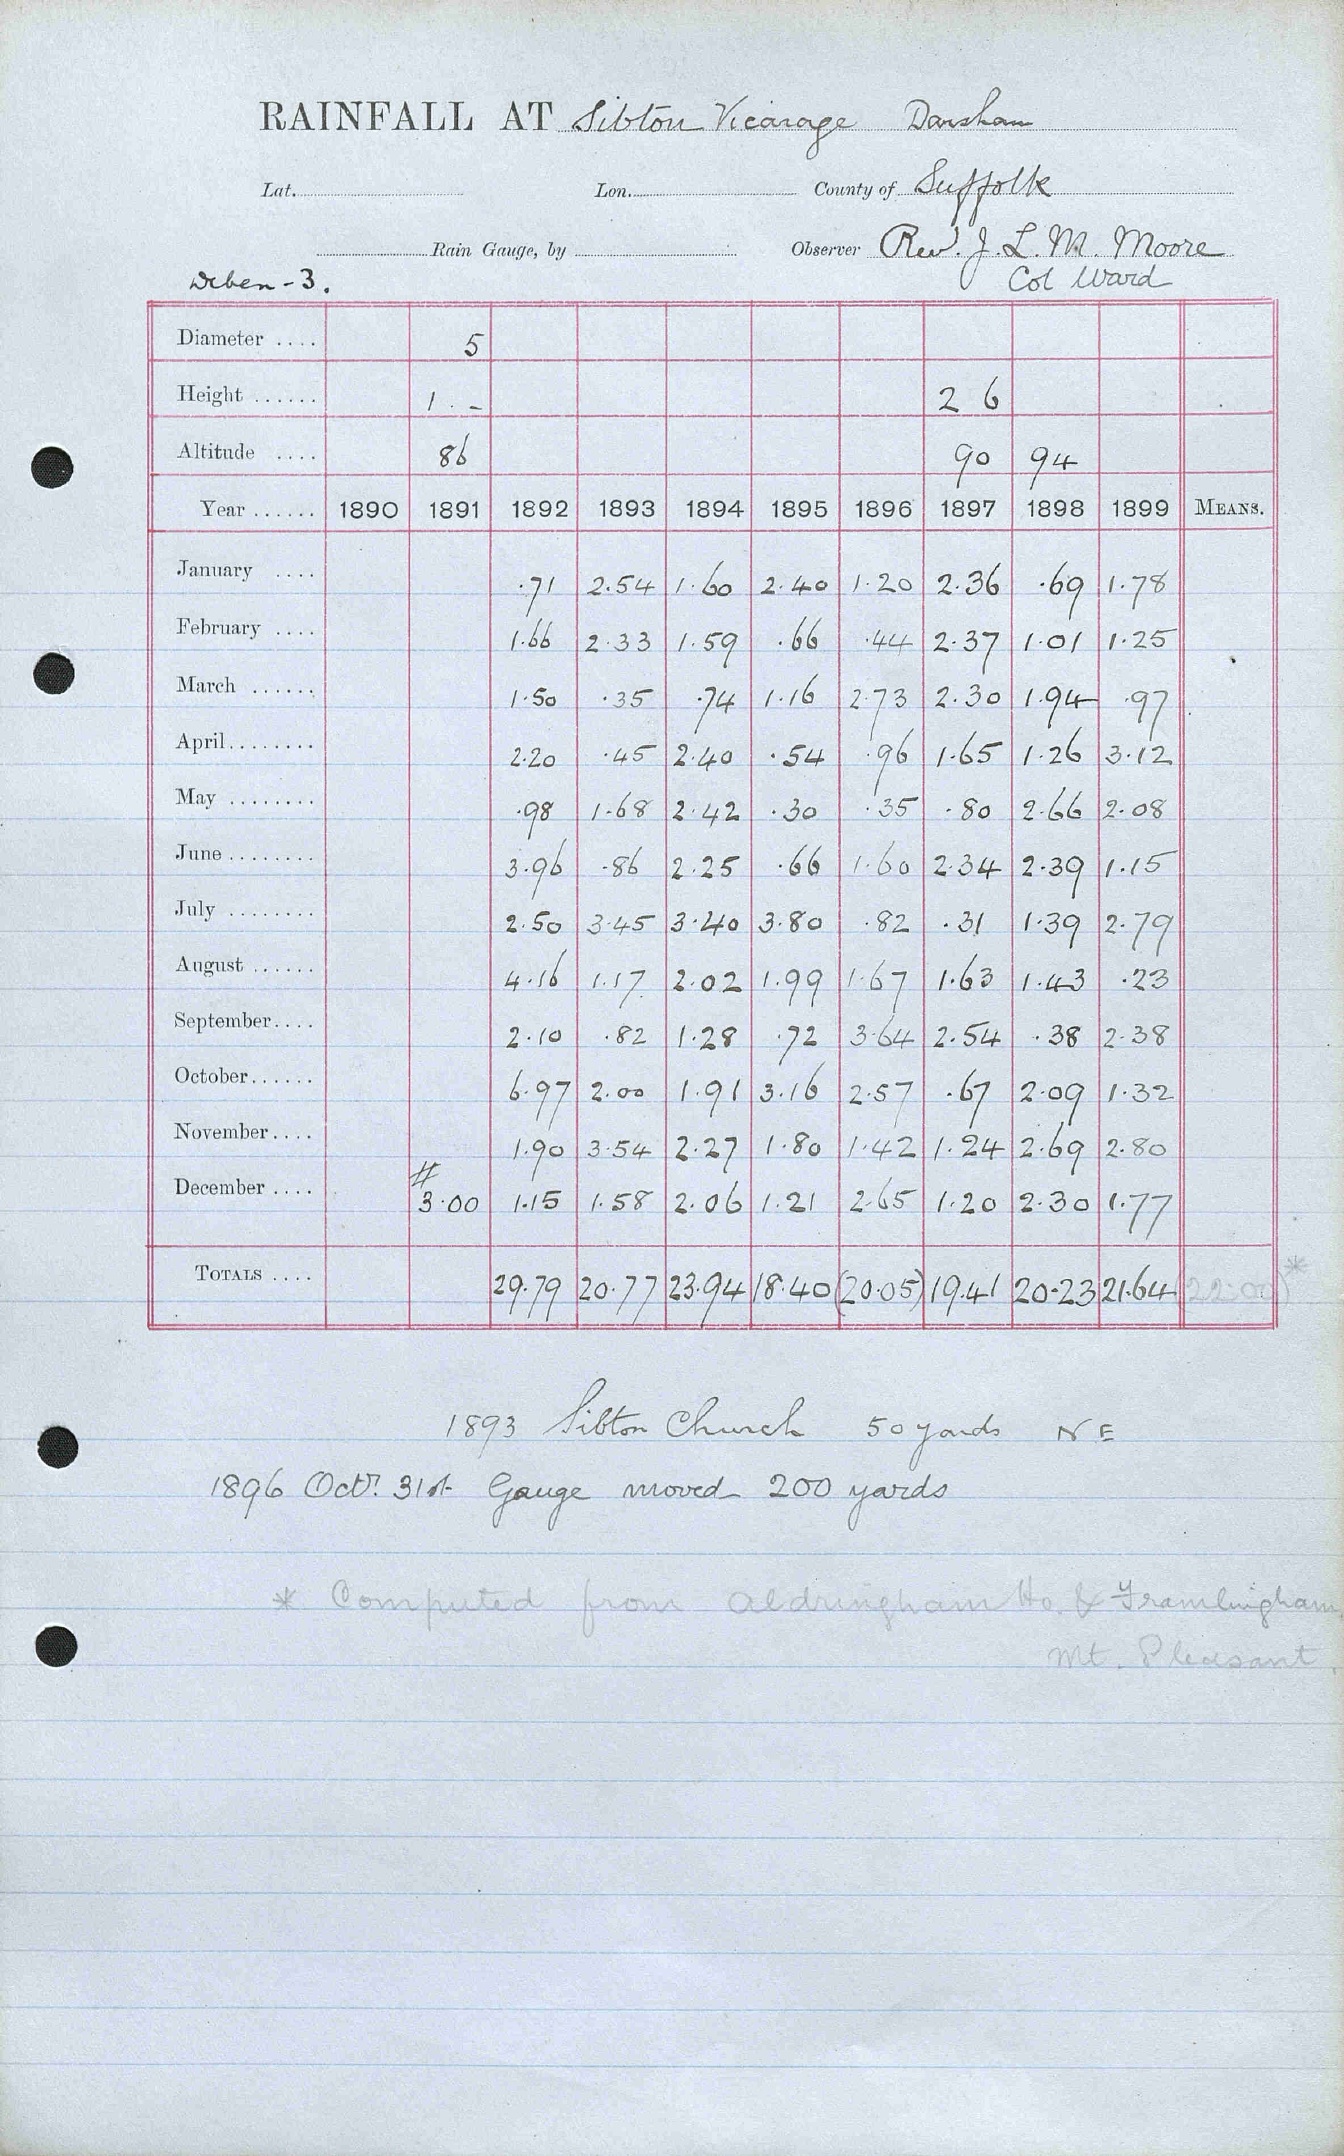 RAINFALL AT Sibton Vicarage Darsham
Lat. Lon. County of Suffolk
Rain Gauge, by Observer Rev. J. L. M. Moore
Deben-3. Col Ward
Diameter .... 5
Height ...... 1 . - 2 6
Altitude .... 86 90 94
Year ...... 1890 1891 1892 1893 1894 1895 1896 1897 1898 1899 MEANS.
January .... .71 2.54 1.60 2.40 1.20 2.36 .69 1.78
February .... 1.66 2.33 1.59 .66 .44 2.37 1.01 1.25
March ...... 1.50 .35 .74 1.16 2.73 2.30 1.94 .97
April........ 2.20 .45 2.40 .54 .96 1.65 1.26 3.12
May ........ .98 1.68 2.42 .30 .35 .80 2.66 2.08
June........ 3.96 .86 2.25 .66 1.60 2.34 2.39 1.15
July ........ 2.50 3.45 3.40 3.80 .82 .31 1.39 2.79
August ...... 4.16 1.17 2.02 1.99 1.67 1.63 1.43 .23
September.... 2.10 .82 1.28 .72 3.64 2.54 .38 2.38
October...... 6.97 2.00 1.91 3.16 2.57 .67 2.09 1.32
November.... 1.90 3.54 2.27 1.80 1.42 1.24 2.69 2.80
#
December .... 3.00 1.15 1.58 2.06 1.21 2.65 1.20 2.30 1.77
TOTALS .... 29.79 20.77 23.94 18.40 (20.05) 19.41 20.23 21.64 (22.00)*
1893 Sibton Church 50 yards N E
1896 Octr. 31st Gauge moved 200 yards
* Computed from Aldringham Ho. & Framlingham
Mt. Pleasant.